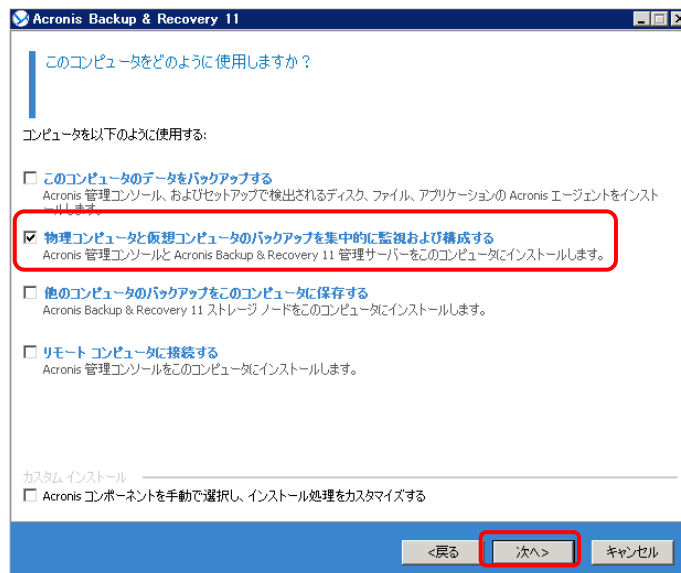 Acronis Backup & Recovery 11
このコンピュータをどのように使用しますか？
コンピュータを以下のように使用する:
このコンピュータのデータをバックアップする
Acronis 管理コンソール、およびセットアップで検出されるディスク、ファイル、アプリケーションの Acronis エージェントをインスト
ールします。
物理コンピュータと仮想コンピュータのバックアップを集中的に監視および構成する
Acronis 管理コンソールと Acronis Backup & Recovery 11 管理サーバーをこのコンピュータにインストールします。
他のコンピュータのバックアップをこのコンピュータに保存する
Acronis Backup & Recovery 11 ストレージ ノードをこのコンピュータにインストールします。
リモート コンピュータに接続する
Acronis 管理コンソールをこのコンピュータにインストールします。
カスタム インストール
Acronis コンポーネントを手動で選択し、インストール処理をカスタマイズする
<戻る 次へ> キャンセル